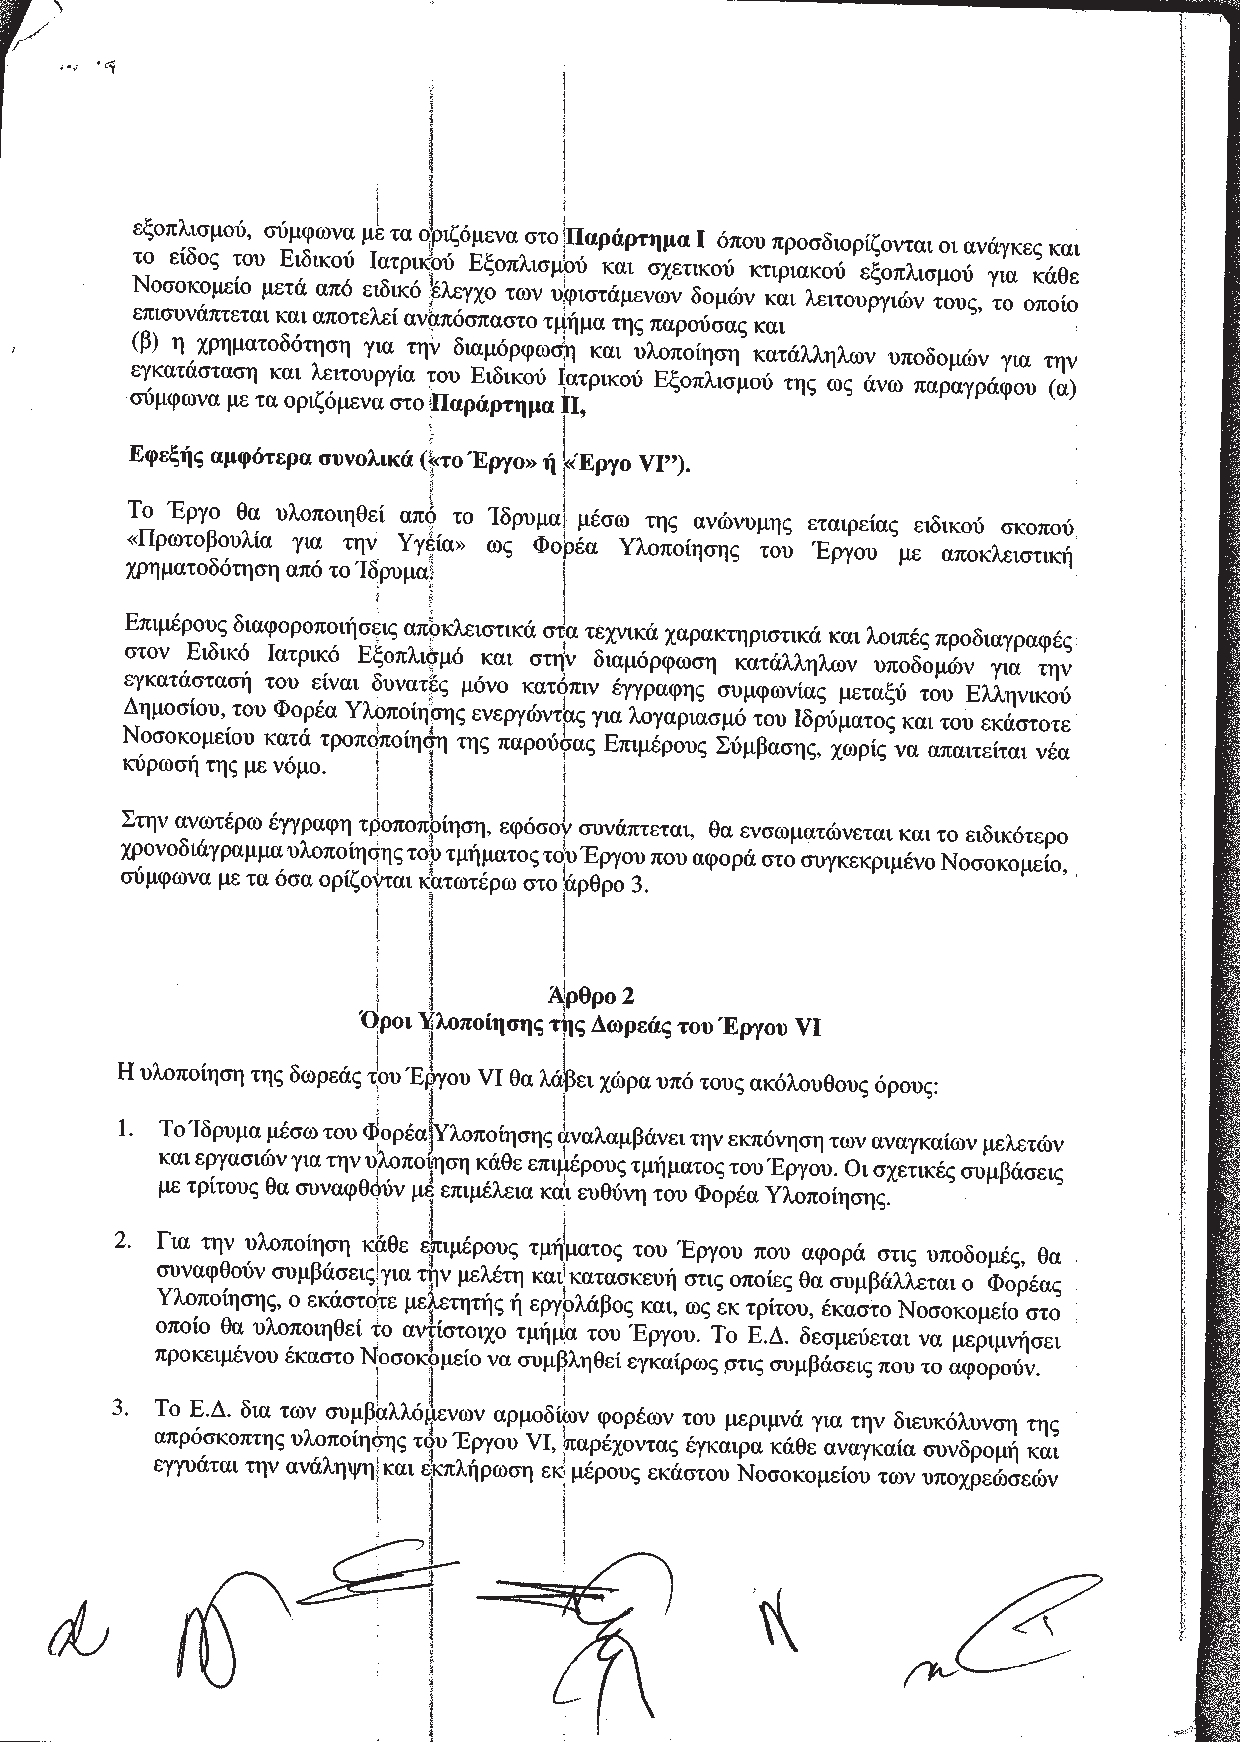 εξοπλισμού, σύμφωνα με τα οριζόμενα στο Παράρτημα Ι όπου προσδιορίζονται οι ανάγκες και
το είδος του Ειδικού Ιατρικού Εξοπλισμού και σχετικού κτιριακού εξοπλισμού για κάθε
Νοσοκομείο μετά από ειδικό έλεγχο των υφιστάμενων δομών και λειτουργιών τους, το οποίο
επισυνάπτεται και αποτελεί αναπόσπαστο τμήμα της παρούσας και
(β) η χρηματοδότηση για την διαμόρφωση και υλοποίηση κατάλληλων υποδομών για την
εγκατάσταση και λειτουργία του Ειδικού Ιατρικού Εξοπλισμού της ως άνω παραγράφου (α)
σύμφωνα με τα οριζόμενα στο Παράρτημα ΙΙ,
Εφεξής αμφότερα συνολικά («το Έργο» ή «Έργο VI”).
Το Έργο θα υλοποιηθεί από το Ίδρυμα μέσω της ανώνυμης εταιρείας ειδικού σκοπού
«Πρωτοβουλία για την Υγεία» ως Φορέα Υλοποίησης του Έργου με αποκλειστική
χρηματοδότηση από το Ίδρυμα.
Επιμέρους διαφοροποιήσεις αποκλειστικά στα τεχνικά χαρακτηριστικά και λοιπές προδιαγραφές
στον Ειδικό Ιατρικό Εξοπλισμό και στην διαμόρφωση κατάλληλων υποδομών για την
εγκατάστασή του είναι δυνατές μόνο κατόπιν έγγραφης συμφωνίας μεταξύ του Ελληνικού
Δημοσίου, του Φορέα Υλοποίησης ενεργώντας για λογαριασμό του Ιδρύματος και του εκάστοτε
Νοσοκομείου κατά τροποποίηση της παρούσας Επιμέρους Σύμβασης, χωρίς να απαιτείται νέα
κύρωσή της με νόμο.
Στην ανωτέρω έγγραφη τροποποίηση, εφόσον συνάπτεται, θα ενσωματώνεται και το ειδικότερο
χρονοδιάγραμμα υλοποίησης του τμήματος του Έργου που αφορά στο συγκεκριμένο Νοσοκομείο,
σύμφωνα με τα όσα ορίζονται κατωτέρω στο άρθρο 3.
Άρθρο 2
Όροι Υλοποίησης της Δωρεάς του Έργου VI
Η υλοποίηση της δωρεάς του Έργου VI θα λάβει χώρα υπό τους ακόλουθους όρους:
1. Το Ίδρυμα μέσω του Φορέα Υλοποίησης αναλαμβάνει την εκπόνηση των αναγκαίων μελετών
και εργασιών για την υλοποίηση κάθε επιμέρους τμήματος του Έργου. Οι σχετικές συμβάσεις
με τρίτους θα συναφθούν με επιμέλεια και ευθύνη του Φορέα Υλοποίησης.
2. Για την υλοποίηση κάθε επιμέρους τμήματος του Έργου που αφορά στις υποδομές, θα
συναφθούν συμβάσεις για την μελέτη και κατασκευή στις οποίες θα συμβάλλεται ο Φορέας
Υλοποίησης, ο εκάστοτε μελετητής ή εργολάβος και, ως εκ τρίτου, έκαστο Νοσοκομείο στο
οποίο θα υλοποιηθεί το αντίστοιχο τμήμα του Έργου. Το Ε.Δ. δεσμεύεται να μεριμνήσει
προκειμένου έκαστο Νοσοκομείο να συμβληθεί εγκαίρως στις συμβάσεις που το αφορούν.
3. Το Ε.Δ. δια των συμβαλλόμενων αρμοδίων φορέων του μεριμνά για την διευκόλυνση της
απρόσκοπτης υλοποίησης του Έργου VI, παρέχοντας έγκαιρα κάθε αναγκαία συνδρομή και
εγγυάται την ανάληψη και εκπλήρωση εκ μέρους εκάστου Νοσοκομείου των υποχρεώσεών